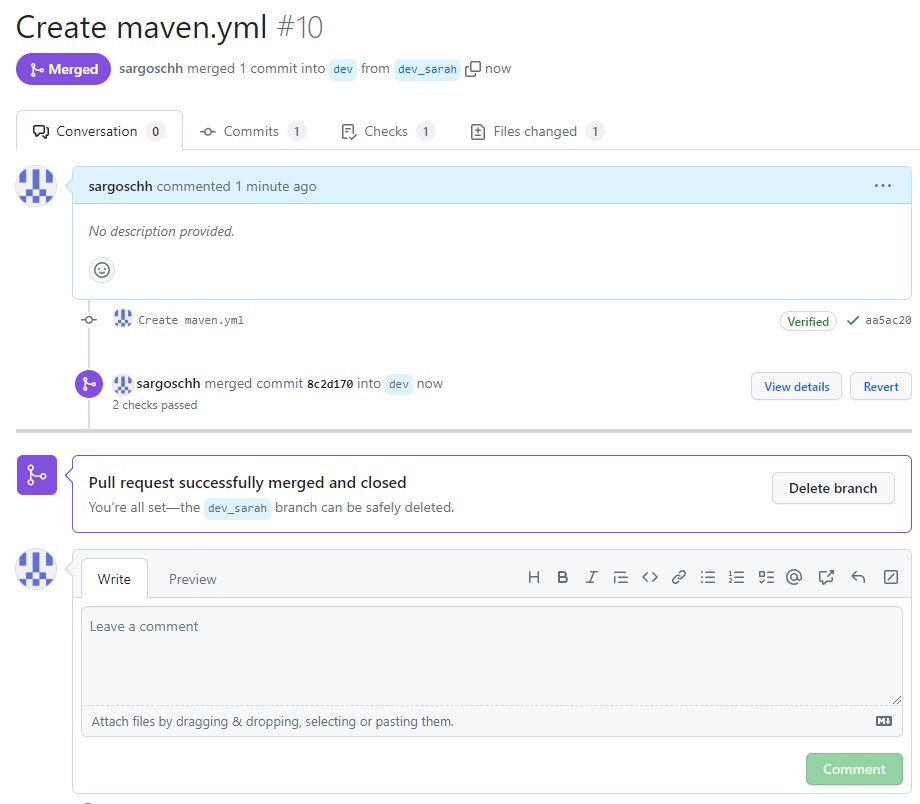 Create maven.yml #10
Merged sargoschh merged 1 commit into dev from dev_sarah now
Conversation 0 Commits 1 Checks 1 Files changed 1
sargoschh commented 1 minute ago
No description provided.
Create maven.yml Verified aa5ac20
sargoschh merged commit 8c2d170 into dev now View details Revert
2 checks passed
Pull request successfully merged and closed
You're all set—the dev_sarah branch can be safely deleted. Delete branch
Write Preview
Leave a comment
Attach files by dragging & dropping, selecting or pasting them.
Comment